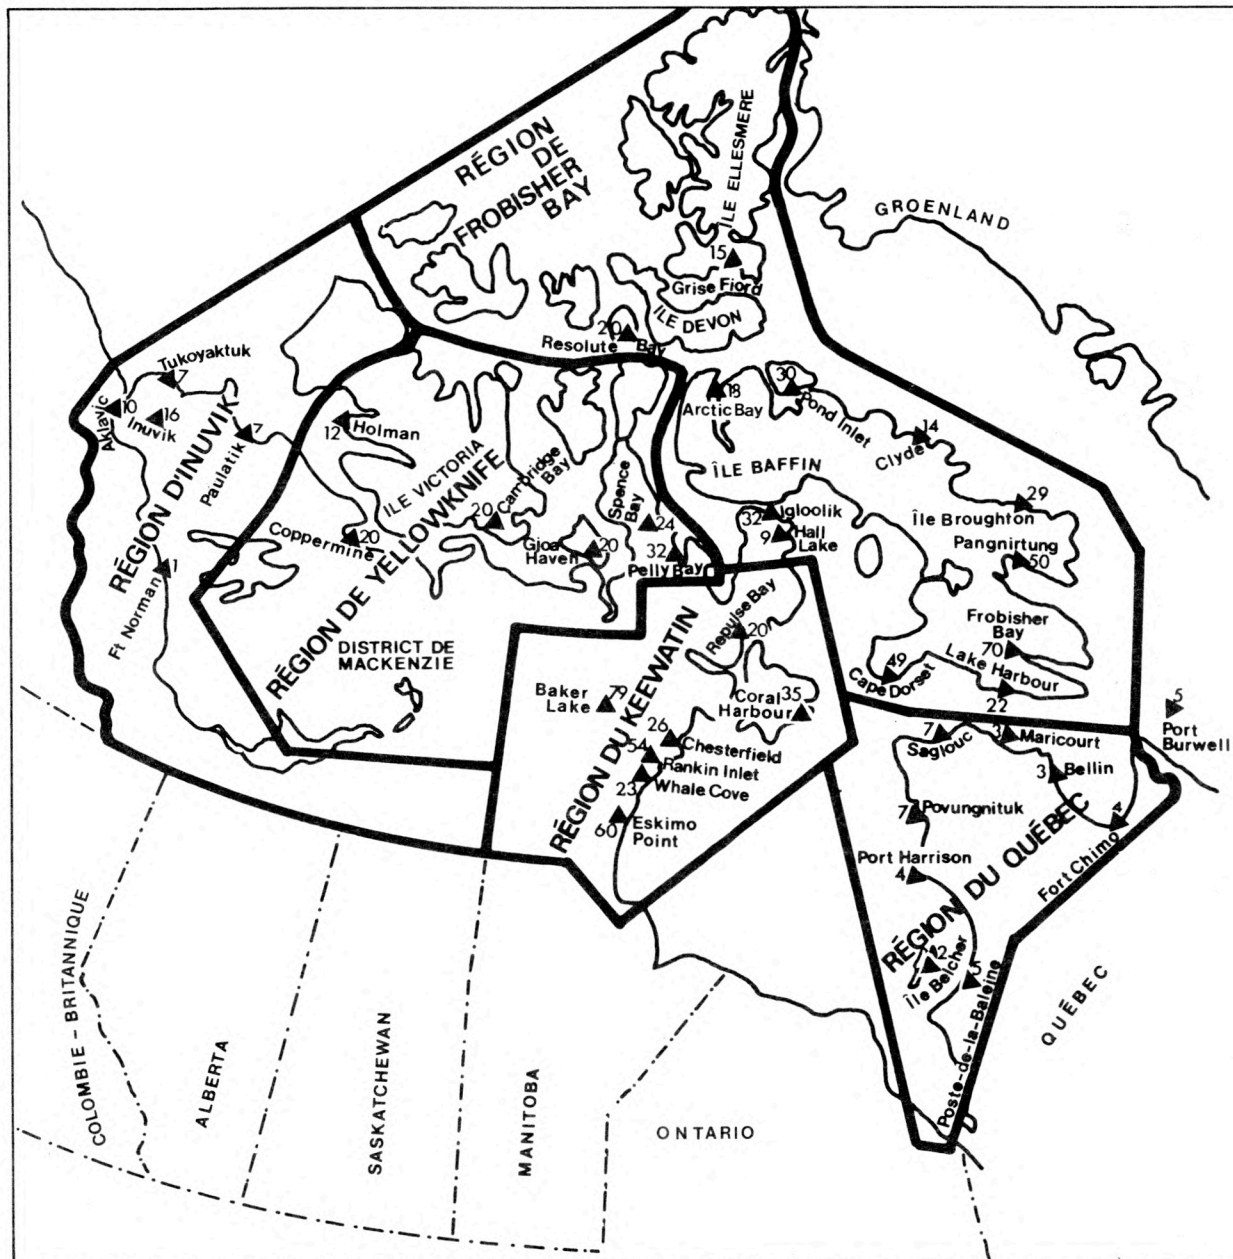 RÉGION
DE
FROBISHER
BAY
ÎLE ELLESMERE
GROENLAND
15
Grise Fiord
ILE DEVON
20
Resolute Bay
Tukoyaktuk
7
Aklavic
10
16
Inuvik
RÉGION D'INUVIK
Paulatik
7
12
Holman
ILE VICTORIA
Cambridge
Bay
20
Coppermine
20
Spence
Bay
24
Gjoa
Haven
20
32
Pelly Bay
18
Arctic Bay
30
Pond Inlet
14
Clyde
ÎLE BAFFIN
29
Île Broughton
32
Igloolik
9
Hall
Lake
Pangnirtung
50
Ft Norman
1
RÉGION DE YELLOWKNIFE
DISTRICT DE
MACKENZIE
Repulse Bay
20
Frobisher
Bay
70
Lake Harbour
22
49
Cape Dorset
RÉGION DU KEEWATIN
Baker
Lake
79
Coral
Harbour
35
26
Chesterfield
54
Rankin Inlet
23
Whale Cove
60
Eskimo
Point
5
Port
Burwell
7
Saglouc
3
Maricourt
3
Bellin
7
Povungnituk
4
Fort Chimo
Port Harrison
4
RÉGION DU QUÉBEC
2
Île Belcher
5
Poste-de-la-Baleine
QUÉBEC
COLOMBIE - BRITANNIQUE
ALBERTA
SASKATCHEWAN
MANITOBA
ONTARIO